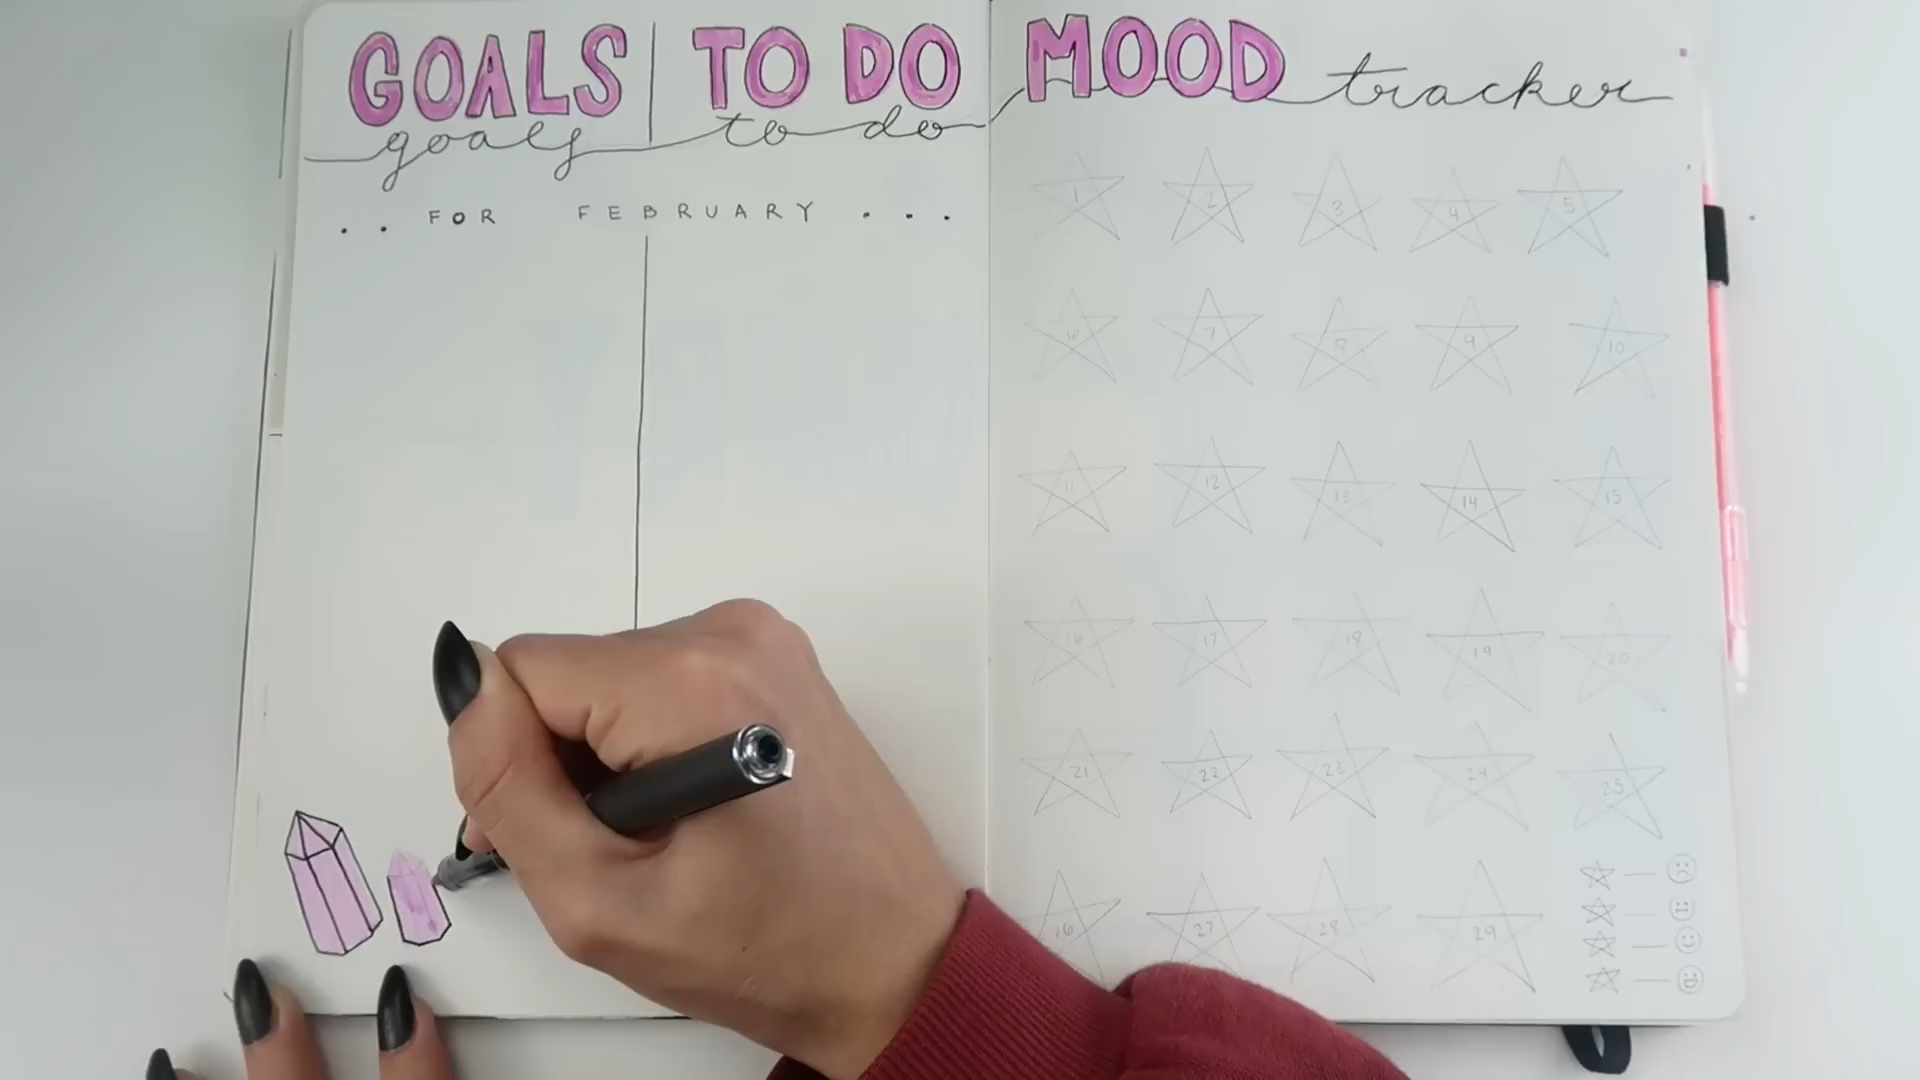 GOALS TO DO
goals to do
. . FOR FEBRUARY . . .
MOOD tracker
1 2 3 4 5
6 7 8 9 10
11 12 13 14 15
16 17 18 19 20
21 22 23 24 25
26 27 28 29